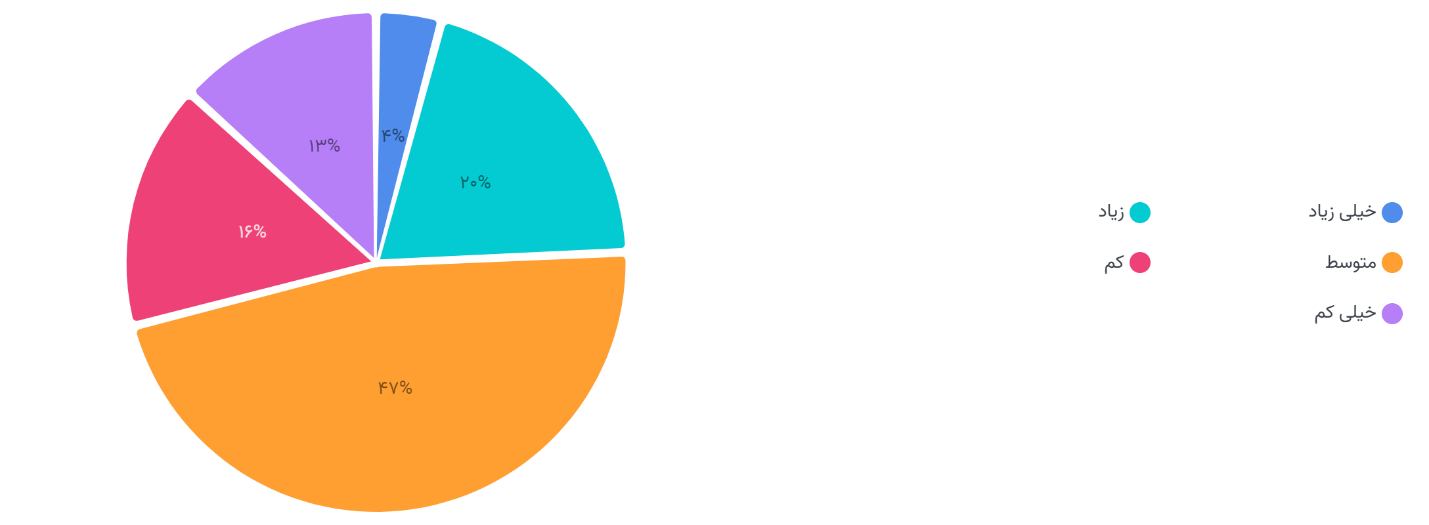 ۴%
۲۰%
۴۷%
۱۶%
۱۳%
خیلی زیاد
زیاد
متوسط
کم
خیلی کم